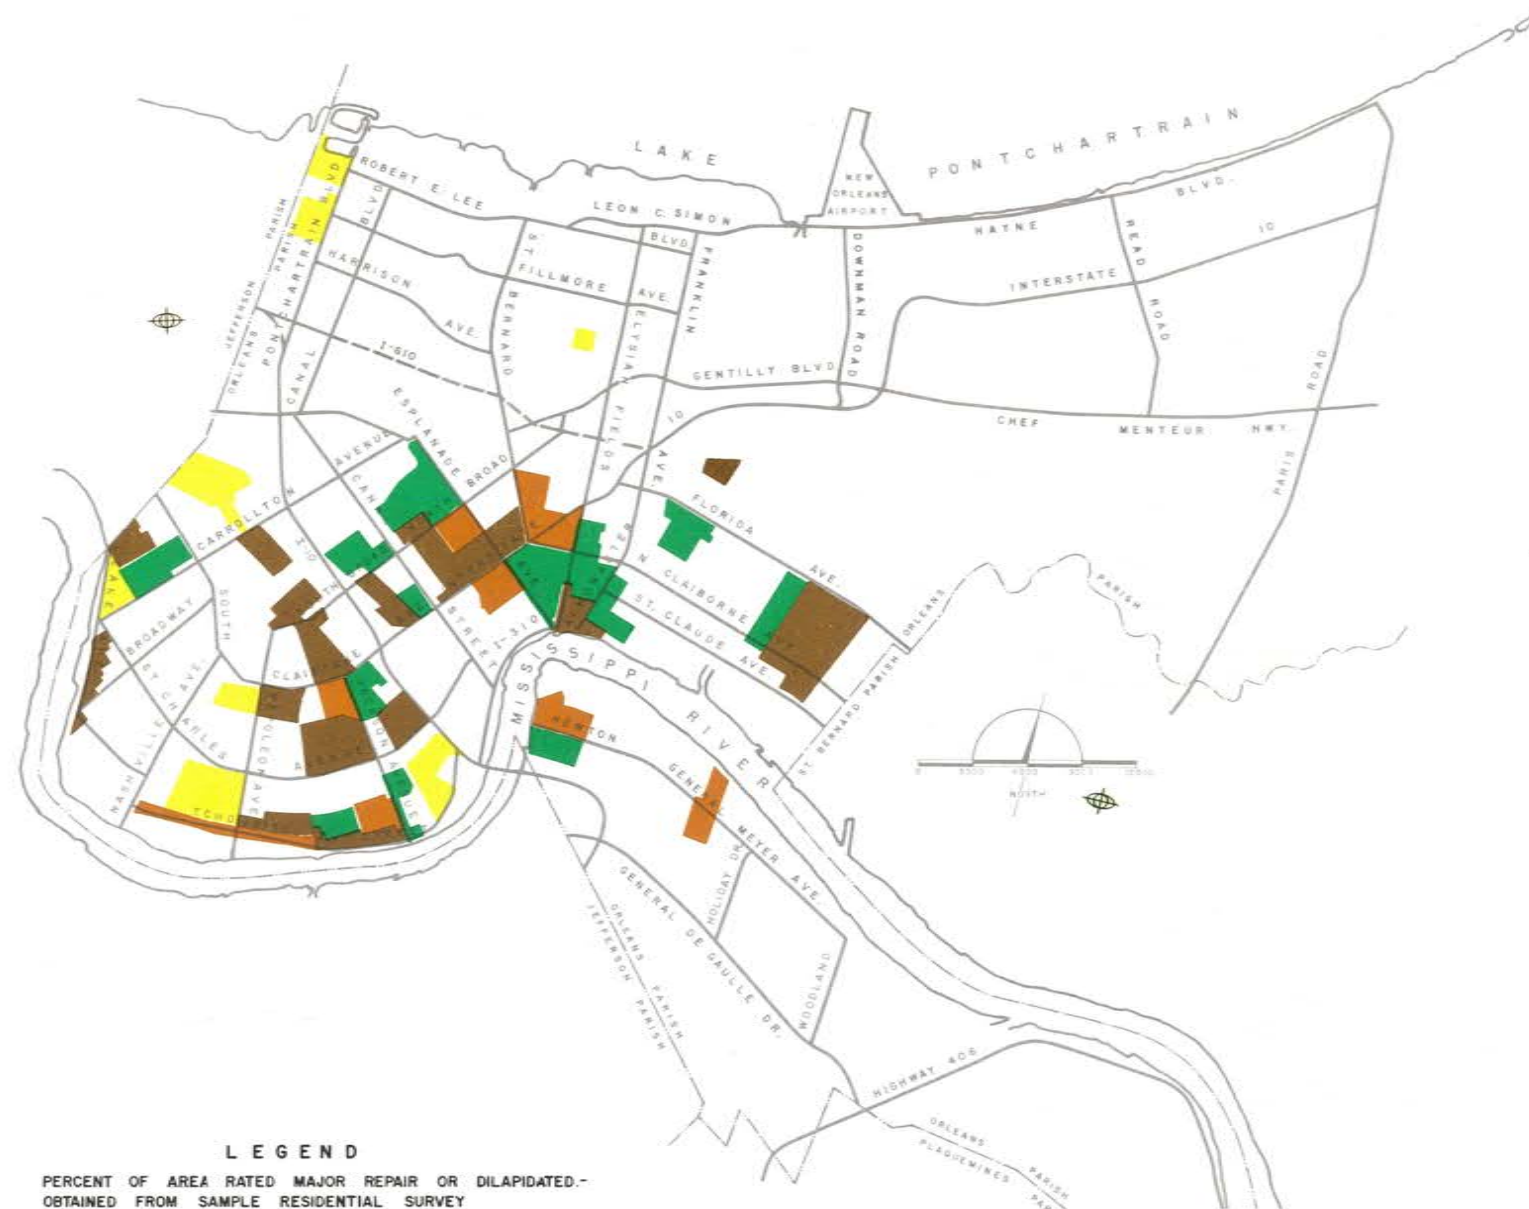 LAKE
PONTCHARTRAIN
NEW
ORLEANS
AIRPORT
ROBERT E. LEE
LEON C. SIMON
BLVD
HAYNE
BLVD.
JEFFERSON PARISH
ORLEANS PARISH
PONTCHARTRAIN BLVD
CANAL
BLVD
HARRISON
AVE.
ST.
BERNARD
FILLMORE AVE.
FRANKLIN
AVE.
ELYSIAN
FIELDS
DOWNMAN ROAD
READ
ROAD
INTERSTATE
10
I-610
GENTILLY BLVD.
10
CHEF
MENTEUR HWY.
PARIS
ROAD
ESPLANADE
AVE
BROAD
CARROLLTON
AVENUE
I-10
FLORIDA
AVE.
N CLAIBORNE AVE
ST. CLAUDE AVE
STREET
I-310
SOUTH
BROADWAY
ST CHARLES
AVE.
NASHVILLE
MISSISSIPPI RIVER
ORLEANS
PARISH
ST. BERNARD PARISH
NEWTON
GENERAL MEYER AVE.
HOLIDAY DR.
GENERAL DE GAULLE DR.
WOODLAND
ORLEANS PARISH
JEFFERSON PARISH
HIGHWAY 406
ORLEANS
PARISH
PLAQUEMINES
NORTH
LEGEND
PERCENT OF AREA RATED MAJOR REPAIR OR DILAPIDATED.-
OBTAINED FROM SAMPLE RESIDENTIAL SURVEY